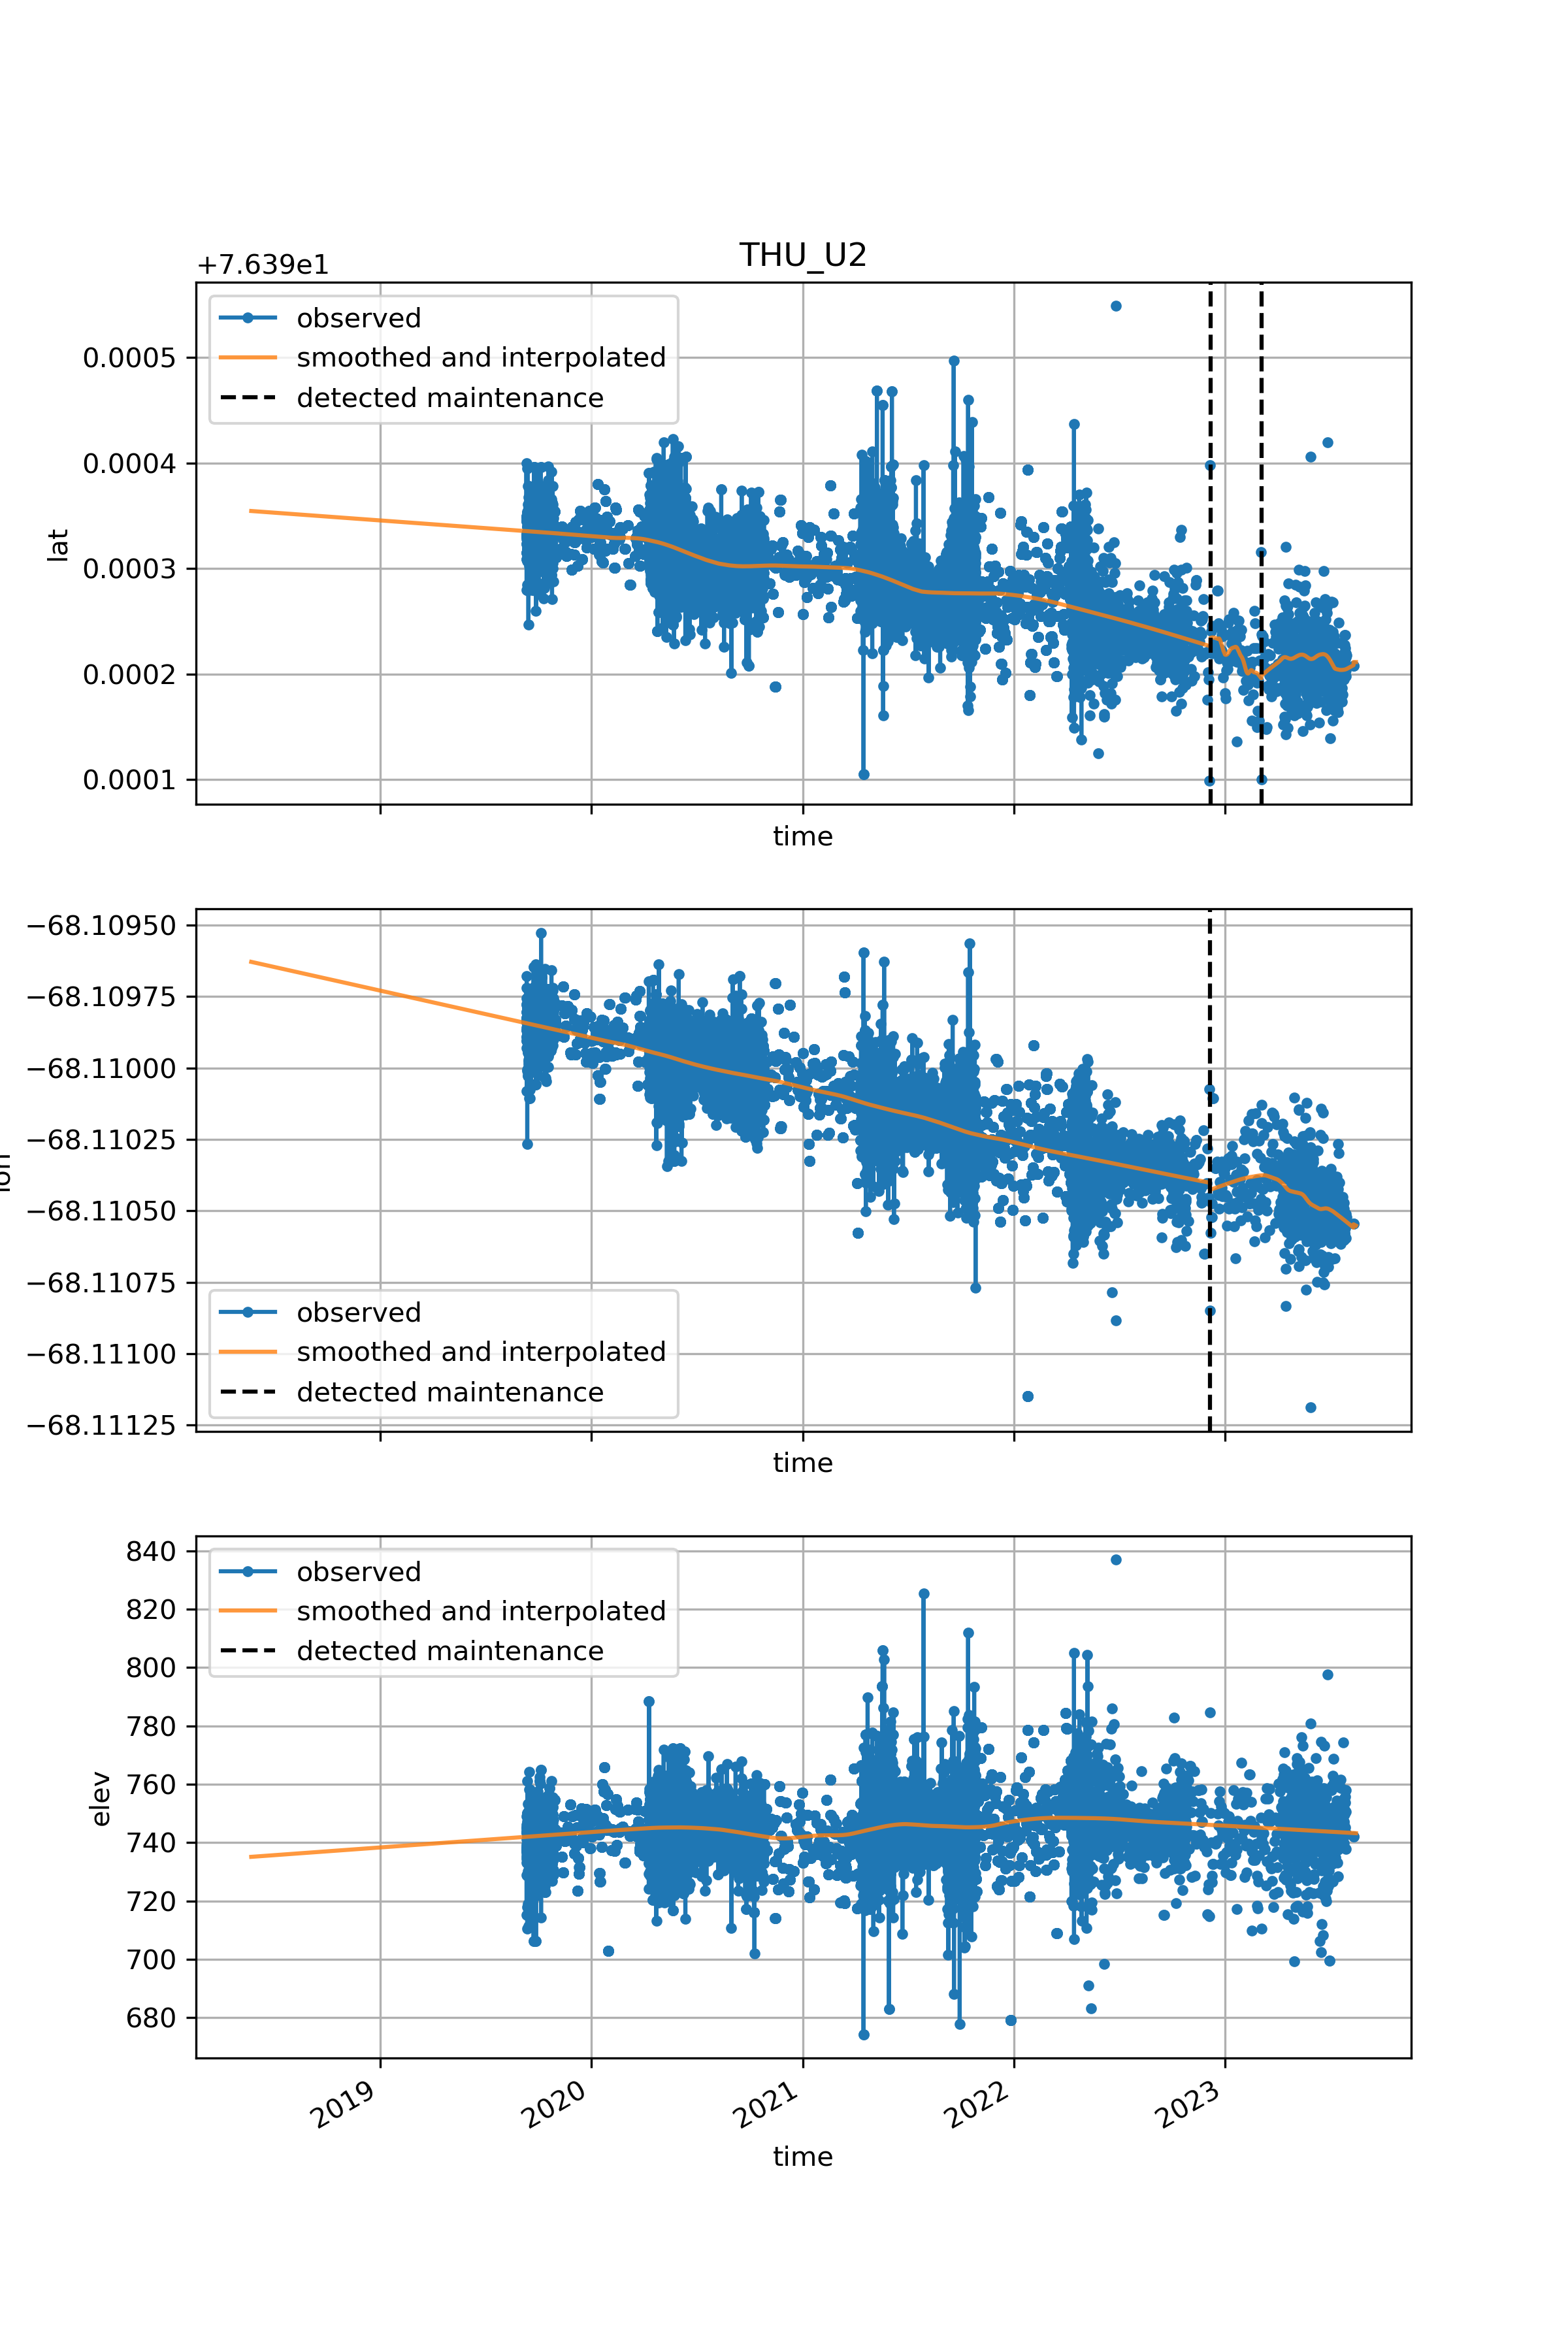 THU_U2
+7.639e1
observed
smoothed and interpolated
detected maintenance
0.0005
0.0004
0.0003
0.0002
0.0001
lat
time
−68.10950
−68.10975
−68.11000
−68.11025
−68.11050
−68.11075
−68.11100
−68.11125
observed
smoothed and interpolated
detected maintenance
time
840
820
800
780
760
740
720
700
680
elev
observed
smoothed and interpolated
detected maintenance
2019
2020
2021
2022
2023
time